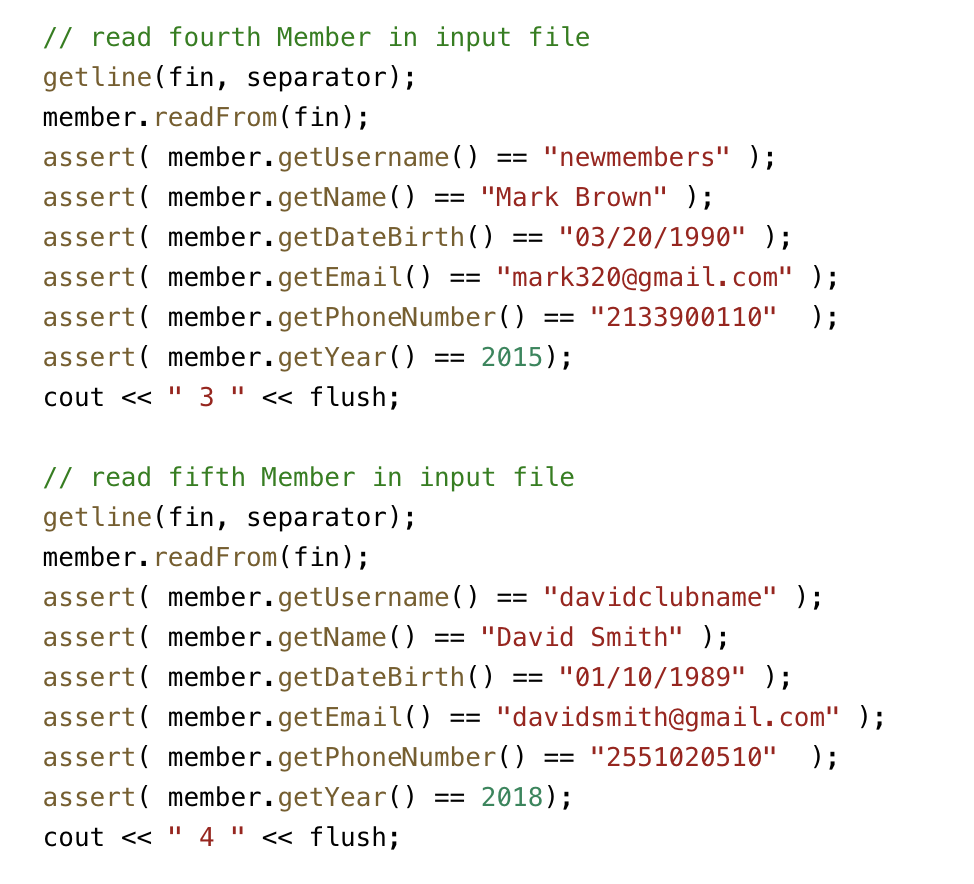 // read fourth Member in input file
getline(fin, separator);
member.readFrom(fin);
assert( member.getUsername() == "newmembers" );
assert( member.getName() == "Mark Brown" );
assert( member.getDateBirth() == "03/20/1990" );
assert( member.getEmail() == "mark320@gmail.com" );
assert( member.getPhoneNumber() == "2133900110"  );
assert( member.getYear() == 2015);
cout << " 3 " << flush;

// read fifth Member in input file
getline(fin, separator);
member.readFrom(fin);
assert( member.getUsername() == "davidclubname" );
assert( member.getName() == "David Smith" );
assert( member.getDateBirth() == "01/10/1989" );
assert( member.getEmail() == "davidsmith@gmail.com" );
assert( member.getPhoneNumber() == "2551020510"  );
assert( member.getYear() == 2018);
cout << " 4 " << flush;